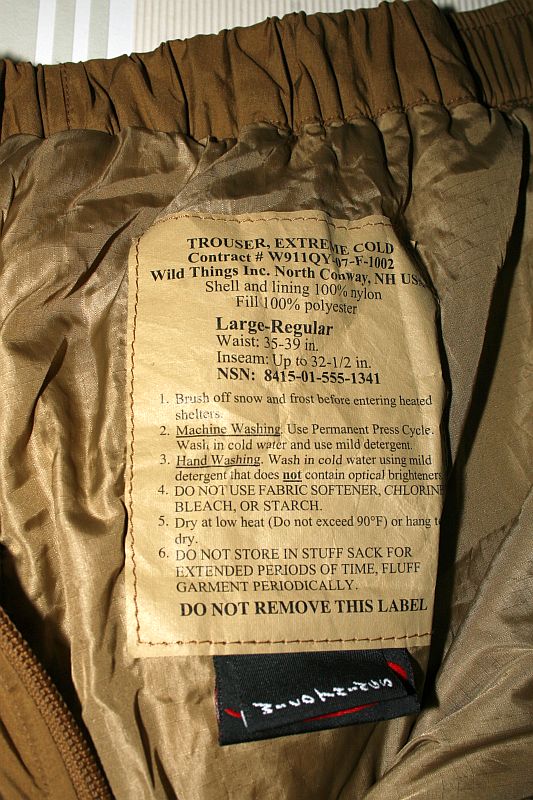 TROUSER, EXTREME COLD
Contract # W911QY-07-F-1002
Wild Things Inc. North Conway, NH USA
Shell and lining 100% nylon
Fill 100% polyester
Large-Regular
Waist: 35-39 in.
Inseam: Up to 32-1/2 in.
NSN: 8415-01-555-1341
1. Brush off snow and frost before entering heated
shelters.
2. Machine Washing. Use Permanent Press Cycle.
Wash in cold water and use mild detergent.
3. Hand Washing. Wash in cold water using mild
detergent that does not contain optical brighteners
4. DO NOT USE FABRIC SOFTENER, CHLORINE
BLEACH, OR STARCH.
5. Dry at low heat (Do not exceed 90°F) or hang to
dry.
6. DO NOT STORE IN STUFF SACK FOR
EXTENDED PERIODS OF TIME, FLUFF
GARMENT PERIODICALLY.
DO NOT REMOVE THIS LABEL
WILDTHINGS